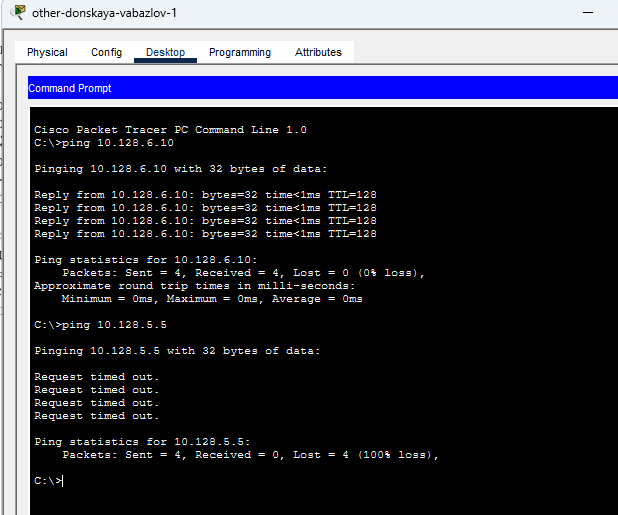 other-donskaya-vabazlov-1
Physical Config Desktop Programming Attributes
Command Prompt
Cisco Packet Tracer PC Command Line 1.0
C:\>ping 10.128.6.10
Pinging 10.128.6.10 with 32 bytes of data:
Reply from 10.128.6.10: bytes=32 time<1ms TTL=128
Reply from 10.128.6.10: bytes=32 time<1ms TTL=128
Reply from 10.128.6.10: bytes=32 time<1ms TTL=128
Reply from 10.128.6.10: bytes=32 time<1ms TTL=128
Ping statistics for 10.128.6.10:
Packets: Sent = 4, Received = 4, Lost = 0 (0% loss),
Approximate round trip times in milli-seconds:
Minimum = 0ms, Maximum = 0ms, Average = 0ms
C:\>ping 10.128.5.5
Pinging 10.128.5.5 with 32 bytes of data:
Request timed out.
Request timed out.
Request timed out.
Request timed out.
Ping statistics for 10.128.5.5:
Packets: Sent = 4, Received = 0, Lost = 4 (100% loss),
C:\>